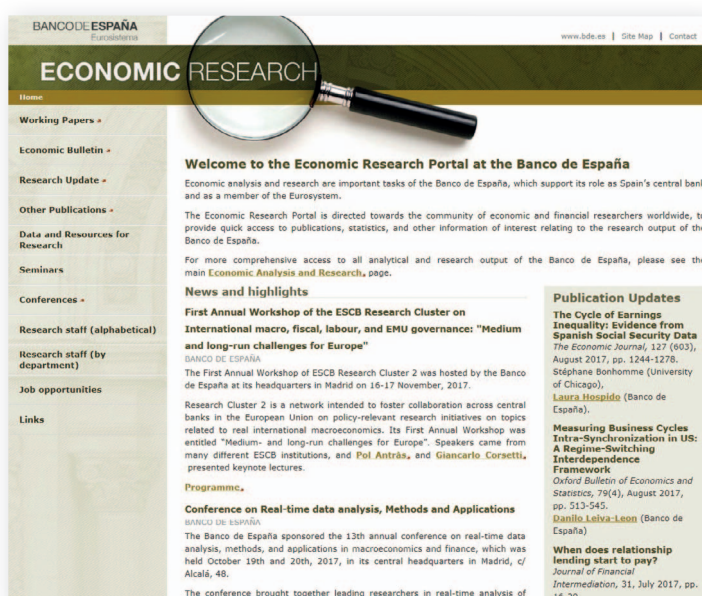 BANCODEESPAÑA
Eurosistema
www.bde.es | Site Map | Contact
ECONOMIC RESEARCH
Home
Working Papers
Economic Bulletin
Research Update
Other Publications
Data and Resources for
Research
Seminars
Conferences
Research staff (alphabetical)
Research staff (by
department)
Job opportunities
Links
Welcome to the Economic Research Portal at the Banco de España
Economic analysis and research are important tasks of the Banco de España, which support its role as Spain's central bank
and as a member of the Eurosystem.
The Economic Research Portal is directed towards the community of economic and financial researchers worldwide, to
provide quick access to publications, statistics, and other information of interest relating to the research output of the
Banco de España.
For more comprehensive access to all analytical and research output of the Banco de España, please see the
main Economic Analysis and Research. page.
News and highlights
First Annual Workshop of the ESCB Research Cluster on
International macro, fiscal, labour, and EMU governance: "Medium
and long-run challenges for Europe"
BANCO DE ESPAÑA
The First Annual Workshop of ESCB Research Cluster 2 was hosted by the Banco
de España at its headquarters in Madrid on 16-17 November, 2017.
Research Cluster 2 is a network intended to foster collaboration across central
banks in the European Union on policy-relevant research initiatives on topics
related to real international macroeconomics. Its First Annual Workshop was
entitled "Medium- and long-run challenges for Europe". Speakers came from
many different ESCB institutions, and Pol Antràs, and Giancarlo Corsetti,
presented keynote lectures.
Programme.
Conference on Real-time data analysis, Methods and Applications
BANCO DE ESPAÑA
The Banco de España sponsored the 13th annual conference on real-time data
analysis, methods, and applications in macroeconomics and finance, which was
held October 19th and 20th, 2017, in its central headquarters in Madrid, c/
Alcalá, 48.
The conference brought together leading researchers in real-time analysis of
Publication Updates
The Cycle of Earnings
Inequality: Evidence from
Spanish Social Security Data
The Economic Journal, 127 (603),
August 2017, pp. 1244-1278.
Stéphane Bonhomme (University
of Chicago),
Laura Hospido (Banco de
España).
Measuring Business Cycles
Intra-Synchronization in US:
A Regime-Switching
Interdependence
Framework
Oxford Bulletin of Economics and
Statistics, 79(4), August 2017,
pp. 513-545.
Danilo Leiva-Leon (Banco de
España)
When does relationship
lending start to pay?
Journal of Financial
Intermediation, 31, July 2017, pp.